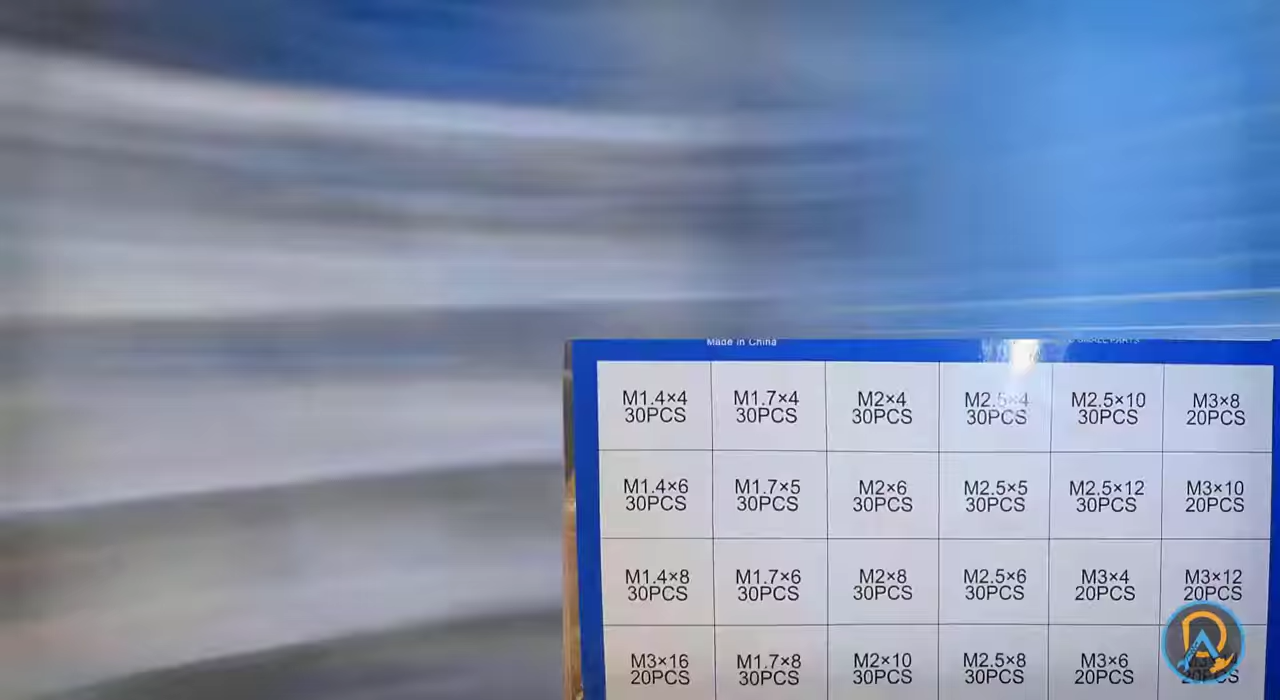 Made in China
SMALL PARTS
M1.4×4 M1.7×4 M2×4 M2.5×4 M2.5×10 M3×8
30PCS 30PCS 30PCS 30PCS 30PCS 20PCS
M1.4×6 M1.7×5 M2×6 M2.5×5 M2.5×12 M3×10
30PCS 30PCS 30PCS 30PCS 30PCS 20PCS
M1.4×8 M1.7×6 M2×8 M2.5×6 M3×4 M3×12
30PCS 30PCS 30PCS 30PCS 20PCS 20PCS
M3×16 M1.7×8 M2×10 M2.5×8 M3×6
20PCS 30PCS 30PCS 30PCS 20PCS 20PCS